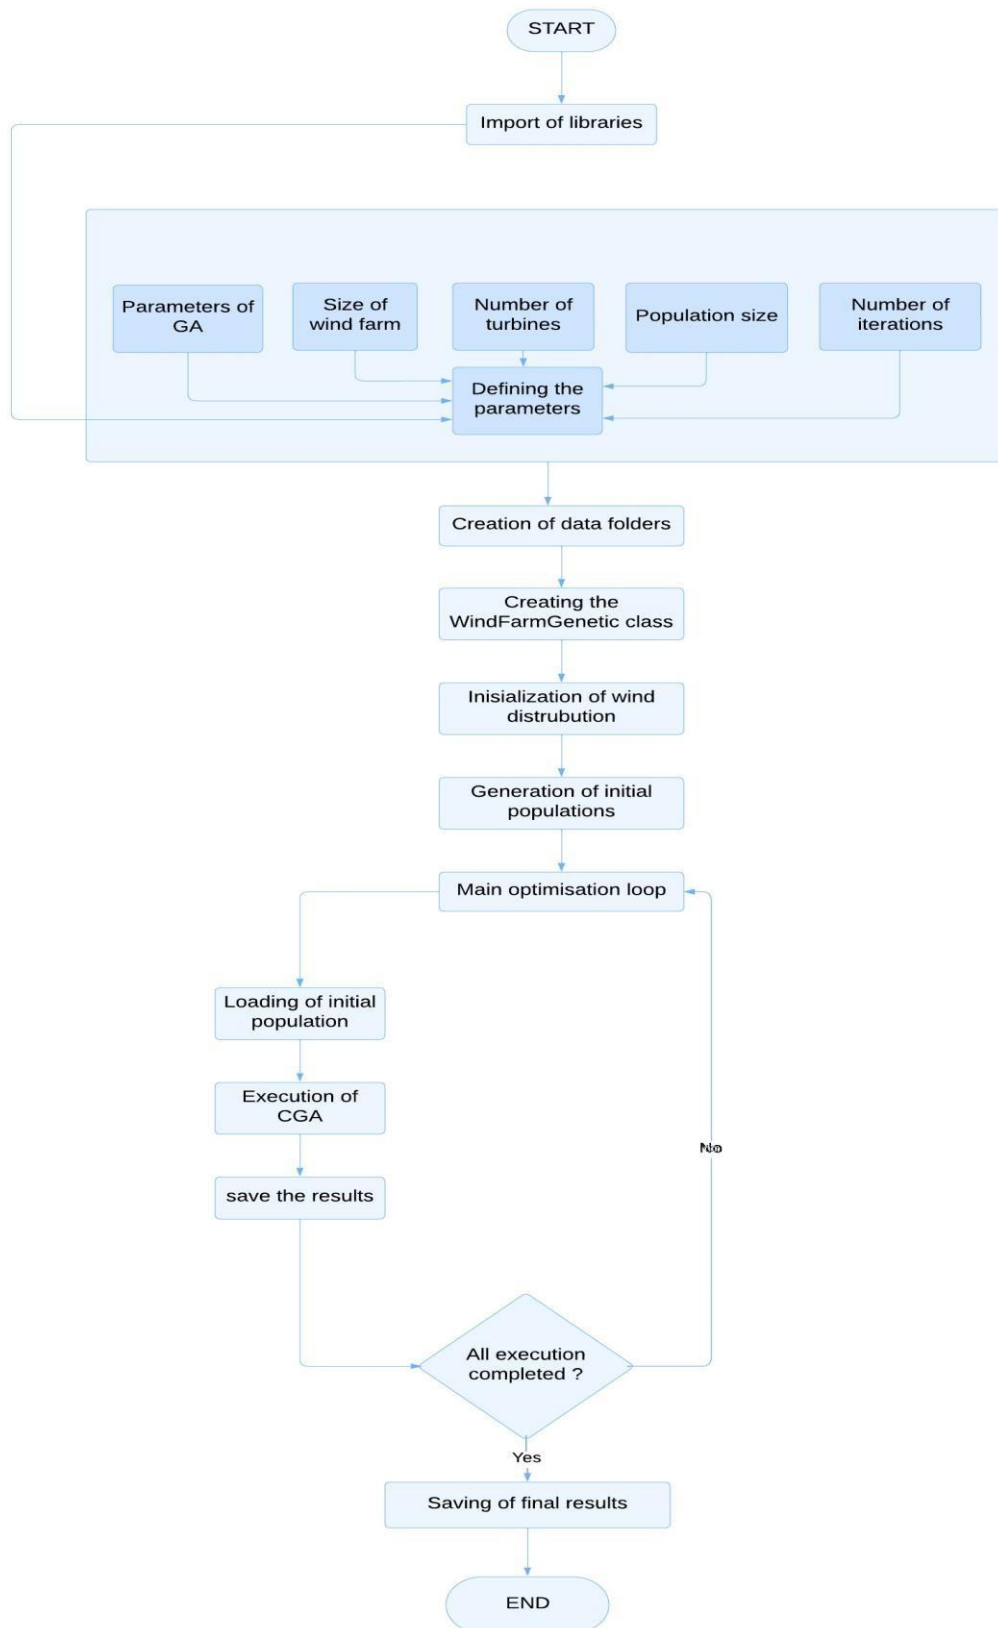 START
Import of libraries
Parameters of
GA
Size of
wind farm
Number of
turbines
Population size
Number of
iterations
Defining the
parameters
Creation of data folders
Creating the
WindFarmGenetic class
Inisialization of wind
distrubution
Generation of initial
populations
Main optimisation loop
Loading of initial
population
Execution of
CGA
No
save the results
All execution
completed ?
Yes
Saving of final results
END